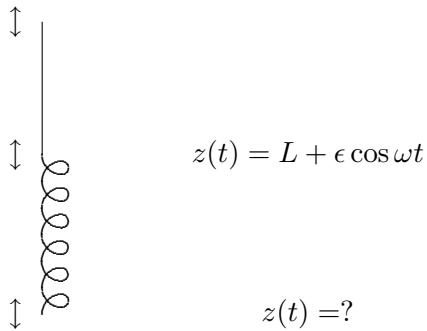 z(t) = L + ϵ cos ωt
z(t) =?